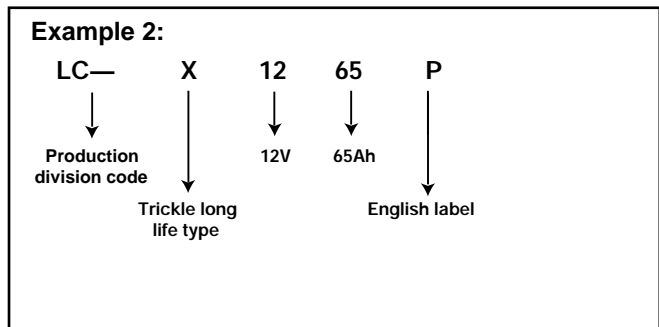 Example 2:
LC— X 12 65 P
Production
division code
12V
65Ah
Trickle long
life type
English label